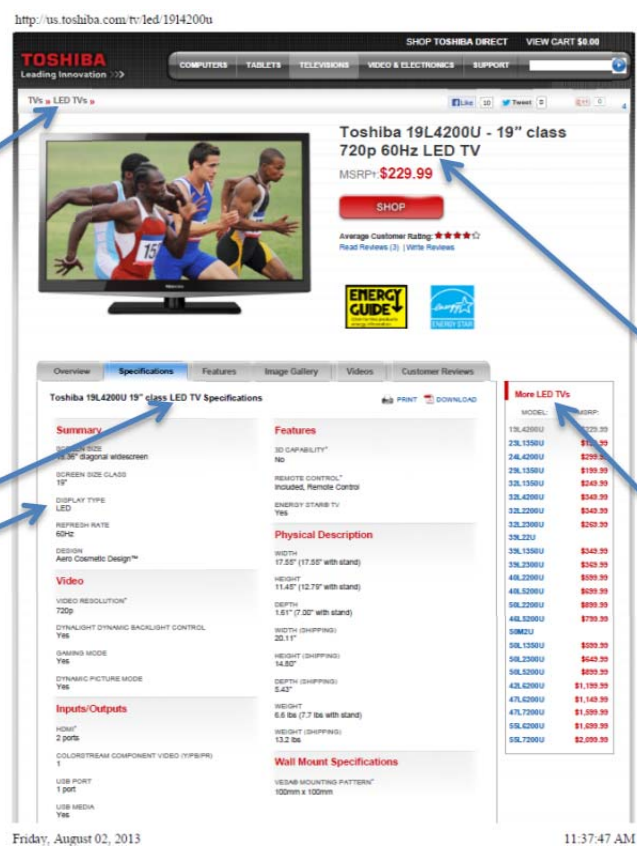 http://us.toshiba.com/tv/led/19l4200u
SHOP TOSHIBA DIRECT VIEW CART $0.00
TOSHIBA
Leading Innovation >>>
COMPUTERS TABLETS TELEVISIONS VIDEO & ELECTRONICS SUPPORT
TVs » LED TVs »
Like 10 Tweet 0
4
Toshiba 19L4200U - 19" class
720p 60Hz LED TV
MSRP†: $229.99
SHOP
Average Customer Rating:
Read Reviews (3) | Write Reviews
15
ENERGY
GUIDE
ENERGY STAR
Overview Specifications Features Image Gallery Videos Customer Reviews
Toshiba 19L4200U 19" class LED TV Specifications
PRINT DOWNLOAD
Summary
SCREEN SIZE
diagonal widescreen
SCREEN SIZE CLASS
19"
DISPLAY TYPE
LED
REFRESH RATE
60Hz
DESIGN
Aero Cosmetic Design™
Video
VIDEO RESOLUTION*
720p
DYNALIGHT DYNAMIC BACKLIGHT CONTROL
Yes
GAMING MODE
Yes
DYNAMIC PICTURE MODE
Yes
Inputs/Outputs
HDMI*
2 ports
COLORSTREAM COMPONENT VIDEO (Y/PB/PR)
1
USB PORT
1 port
USB MEDIA
Yes
Features
3D CAPABILITY*
No
REMOTE CONTROL*
Included, Remote Control
ENERGY STAR® TV
Yes
Physical Description
WIDTH
17.55" (17.55" with stand)
HEIGHT
11.45" (12.79" with stand)
DEPTH
1.61" (7.00" with stand)
WIDTH (SHIPPING)
20.11"
HEIGHT (SHIPPING)
14.80"
DEPTH (SHIPPING)
5.43"
WEIGHT
6.6 lbs (7.7 lbs with stand)
WEIGHT (SHIPPING)
13.2 lbs
Wall Mount Specifications
VESA® MOUNTING PATTERN*
100mm x 100mm
More LED TVs
MODEL: MSRP:
19L4200U $229.99
23L1350U
24L4200U $299.99
29L1350U $199.99
32L1350U $249.99
32L4200U $349.99
32L2200U $349.99
32L2300U $269.99
39L22U
39L1350U $349.99
39L2300U $369.99
40L2200U $599.99
40L5200U $699.99
50L2200U $899.99
46L5200U $799.99
50M2U
50L1350U $599.99
50L2300U $649.99
50L5200U $899.99
42L6200U $1,199.99
47L6200U $1,149.99
47L7200U $1,599.99
55L6200U $1,699.99
55L7200U $2,099.99
Friday, August 02, 2013 11:37:47 AM